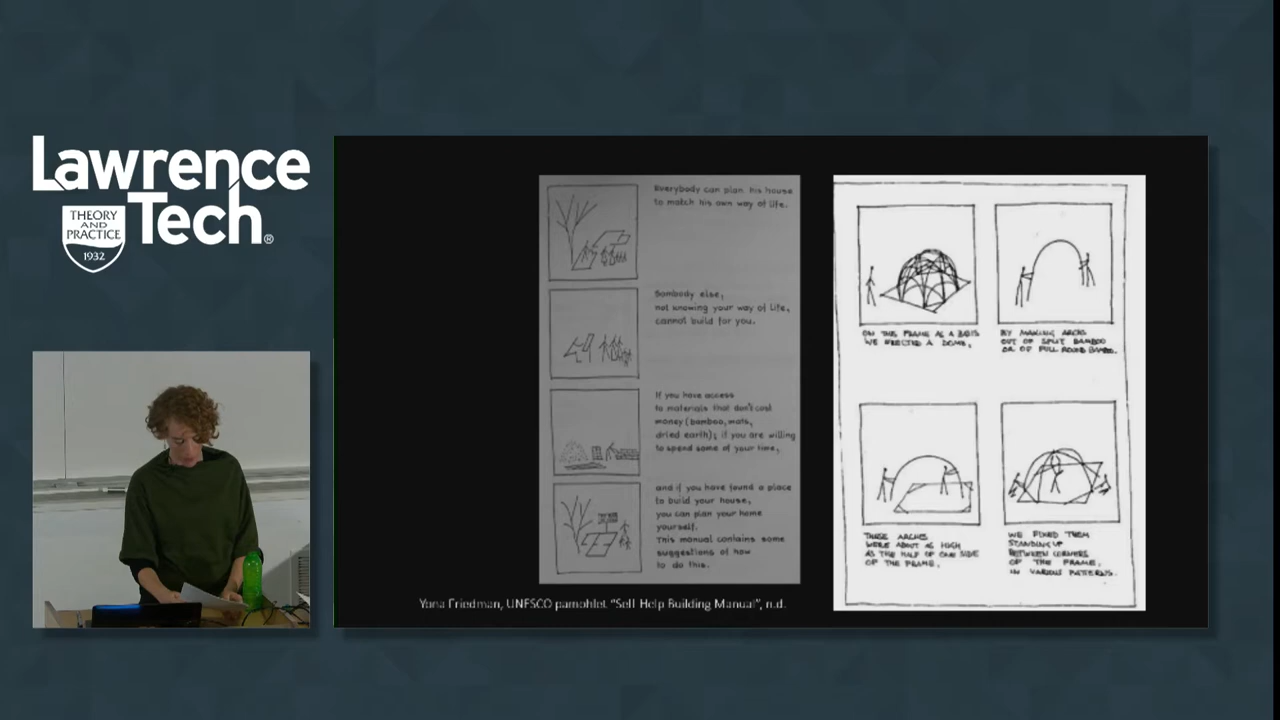 Lawrence
Tech®
THEORY
AND
PRACTICE
1932
Everybody can plan his house
to match his own way of life.
Sombody else,
not knowing your way of life,
cannot build for you.
If you have access
to materials that don't cost
money (bamboo, mats,
dried earth); if you are willing
to spend some of your time,
and if you have found a place
to build your house,
you can plan your home
yourself.
This manual contains some
suggestions of how
to do this.
ON THE FRAME AS A BASIS
WE ERECTED A DOME,
BY MAKING ARCHS
OUT OF SPLIT BAMBOO
OR OF FULL ROUND BAMBOO.
THESE ARCHES
WERE ABOUT AS HIGH
AS THE HALF OF ONE SIDE
OF THE FRAME.
WE FIXED THEM
STANDING UP
BETWEEN CORNERS
OF THE FRAME,
IN VARIOUS PATTERNS.
Yona Friedman, UNESCO pamphlet "Self Help Building Manual", n.d.